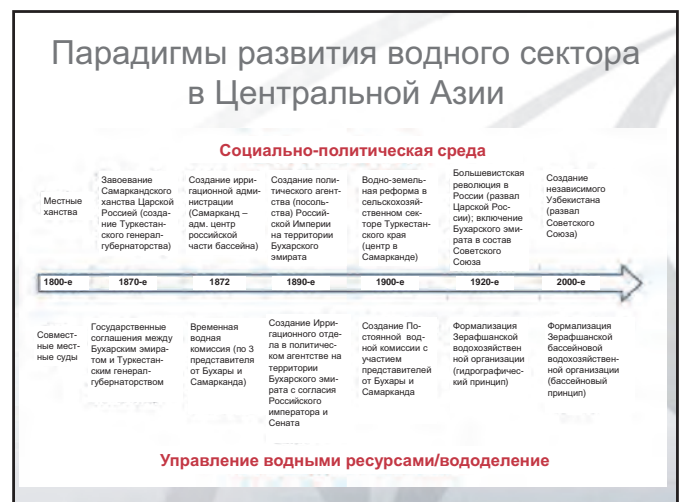 Парадигмы развития водного сектора
в Центральной Азии
Социально-политическая среда
Местные
ханства
Завоевание
Самаркандского
ханства Царской
Россией (созда-
ние Туркестан-
ского генерал-
губернаторства)
Создание ирри-
гационной адми-
нистрации
(Самарканд –
адм. центр
российской
части бассейна)
Создание поли-
тического агент-
ства (посоль-
ства) Россий-
ской Империи
на территории
Бухарского
эмирата
Водно-земель-
ная реформа в
сельскохозяй-
ственном сек-
торе Туркестан-
ского края
(центр в
Самарканде)
Большевистская
революция в
России (развал
Царской Рос-
сии); включение
Бухарского эми-
рата в состав
Советского
Союза
Создание
независимого
Узбекистана
(развал
Советского
Союза)
1800-е
1870-е
1872
1890-е
1900-е
1920-е
2000-е
Совмест-
ные мест-
ные суды
Государственные
соглашения между
Бухарским эмира-
том и Туркестан-
ским генерал-
губернаторством
Временная
водная
комиссия (по 3
представителя
от Бухары и
Самарканда)
Создание Ирри-
гационного отде-
ла в политичес-
ком агентстве на
территории
Бухарского эми-
рата с согласия
Российского
императора и
Сената
Создание По-
стоянной вод-
ной комиссии с
участием
представителей
от Бухары и
Самарканда
Формализация
Зерафшанской
водохозяйствен
ной организации
(гидрографичес-
кий принцип)
Формализация
Зерафшанской
бассейновой
водохозяйствен-
ной организации
(бассейновый
принцип)
Управление водными ресурсами/вододеление